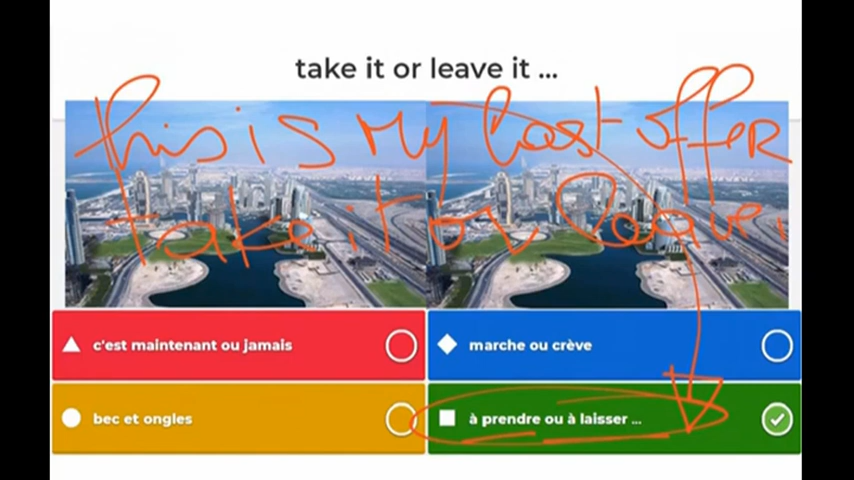 take it or leave it ...
this is My last offer
take it or leave.
c'est maintenant ou jamais
marche ou crève
bec et ongles
à prendre ou à laisser ...